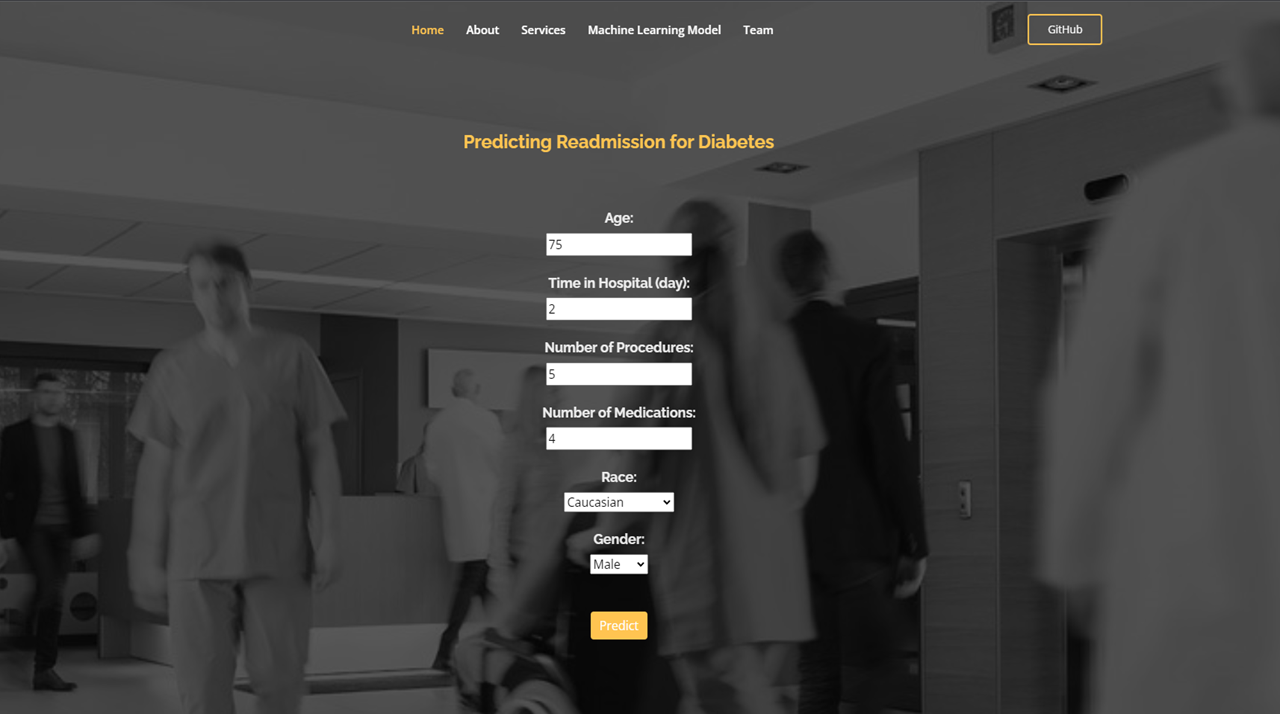 Home About Services Machine Learning Model Team GitHub
Predicting Readmission for Diabetes
Age:
75
Time in Hospital (day):
2
Number of Procedures:
5
Number of Medications:
4
Race:
Caucasian
Gender:
Male
Predict